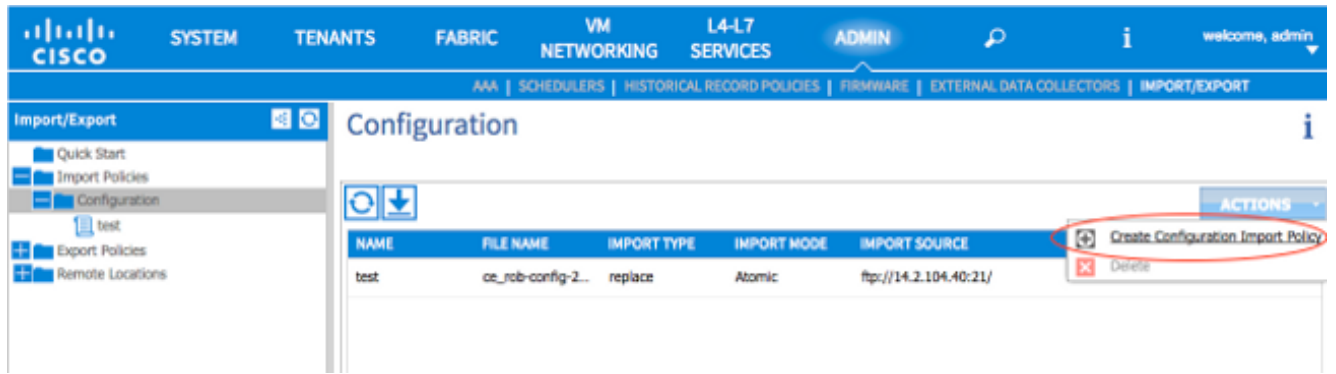 CISCO
SYSTEM
TENANTS
FABRIC
VM
NETWORKING
L4-L7
SERVICES
ADMIN
i
welcome, admin
AAA | SCHEDULERS | HISTORICAL RECORD POLICIES | FIRMWARE | EXTERNAL DATA COLLECTORS | IMPORT/EXPORT
Import/Export
Quick Start
Import Policies
Configuration
test
Export Policies
Remote Locations
Configuration
i
ACTIONS
Create Configuration Import Policy
Delete
NAME FILE NAME IMPORT TYPE IMPORT MODE IMPORT SOURCE
test ce_rob-config-2... replace Atomic ftp://14.2.104.40:21/